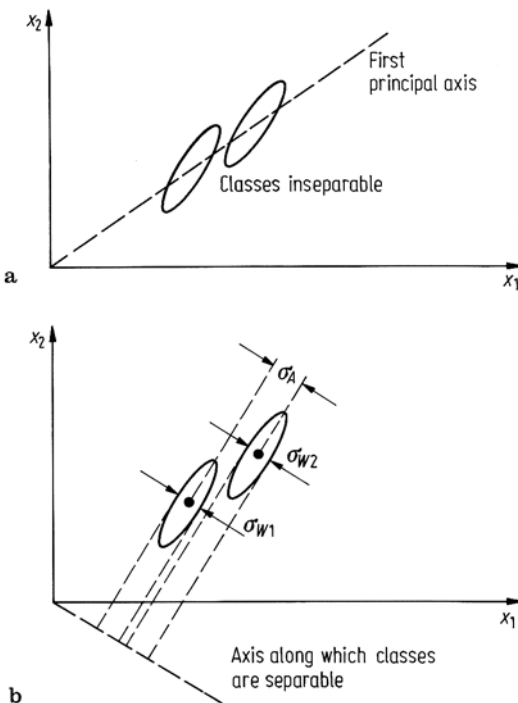 x₂
First
principal axis
Classes inseparable
a
x₁
x₂
σA
σW2
σW1
x₁
Axis along which classes
are separable
b